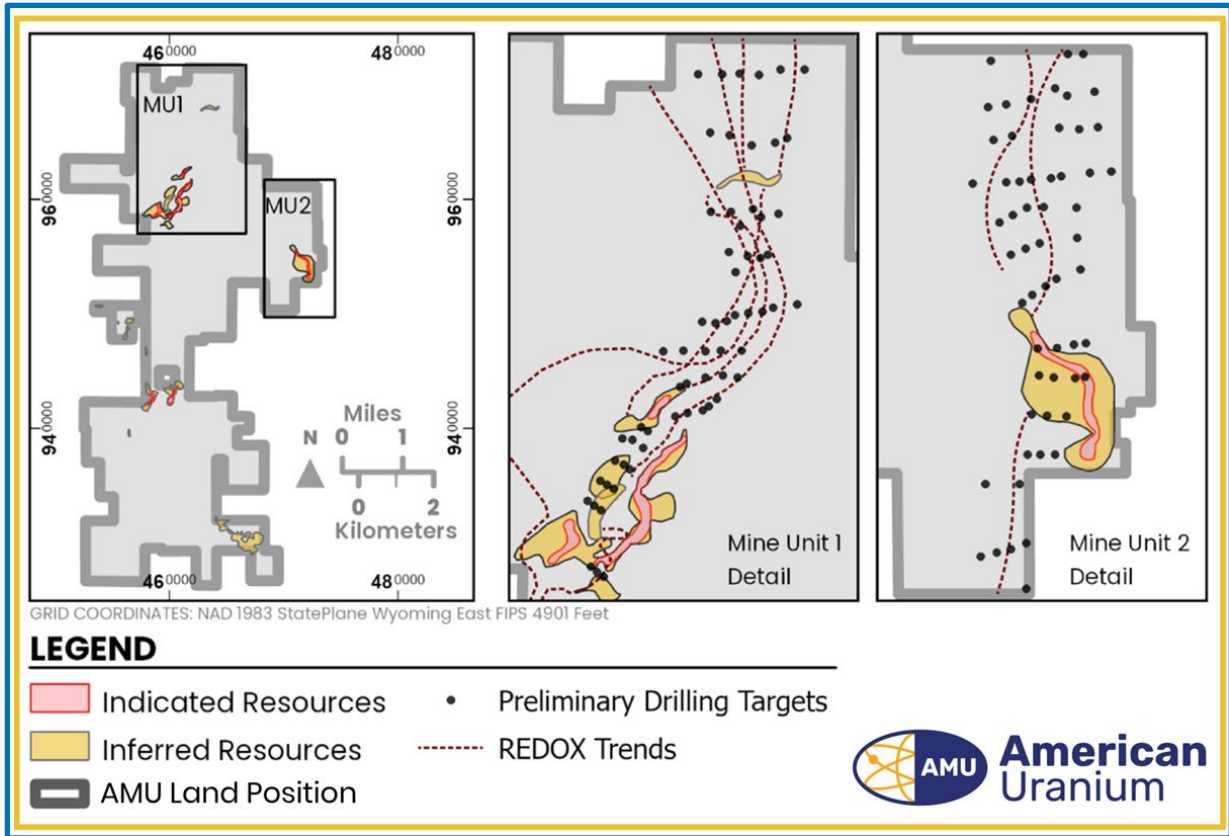 460000
480000
MU1
960000
960000
MU2
940000
940000
Miles
N 0 1
0 2
Kilometers
460000
480000
Mine Unit 1
Detail
Mine Unit 2
Detail
GRID COORDINATES: NAD 1983 StatePlane Wyoming East FIPS 4901 Feet
LEGEND
Indicated Resources
Preliminary Drilling Targets
Inferred Resources
REDOX Trends
AMU Land Position
AMU
American
Uranium